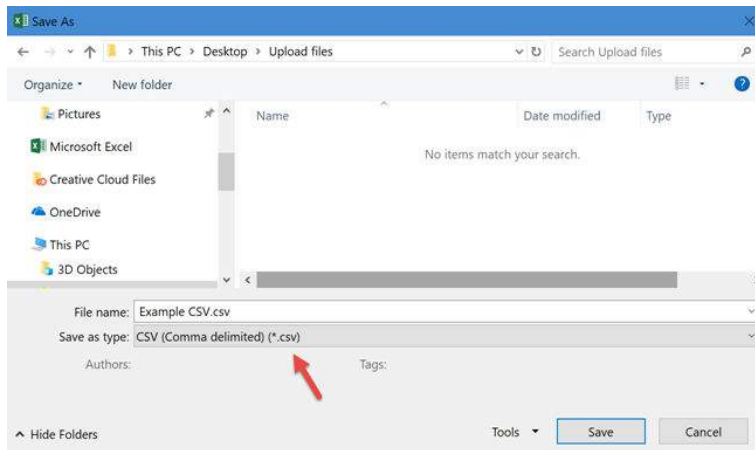 Save As
This PC > Desktop > Upload files
Search Upload files
Organize
New folder
Name
Date modified
Type
No items match your search.
Pictures
Microsoft Excel
Creative Cloud Files
OneDrive
This PC
3D Objects
File name: Example CSV.csv
Save as type: CSV (Comma delimited) (*.csv)
Authors:
Tags:
Hide Folders
Tools
Save
Cancel